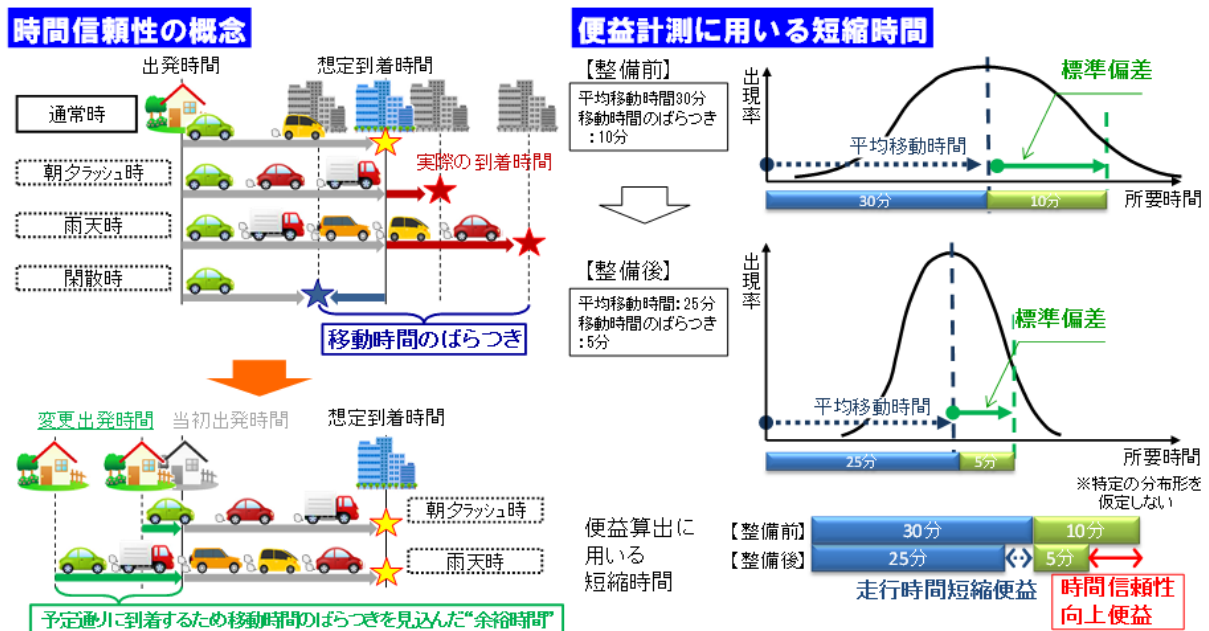 時間信頼性の概念
出発時間
想定到着時間
通常時
実際の到着時間
朝夕ラッシュ時
雨天時
閑散時
移動時間のばらつき
変更出発時間
当初出発時間
想定到着時間
朝夕ラッシュ時
雨天時
予定通りに到着するため移動時間のばらつきを見込んだ“余裕時間”
便益計測に用いる短縮時間
【整備前】
平均移動時間30分
移動時間のばらつき
:10分
出現率
標準偏差
平均移動時間
30分
10分
所要時間
【整備後】
平均移動時間:25分
移動時間のばらつき
:5分
出現率
標準偏差
平均移動時間
25分
5分
所要時間
※特定の分布形を
仮定しない
便益算出に
用いる
短縮時間
【整備前】
30分
10分
【整備後】
25分
5分
走行時間短縮便益
時間信頼性
向上便益